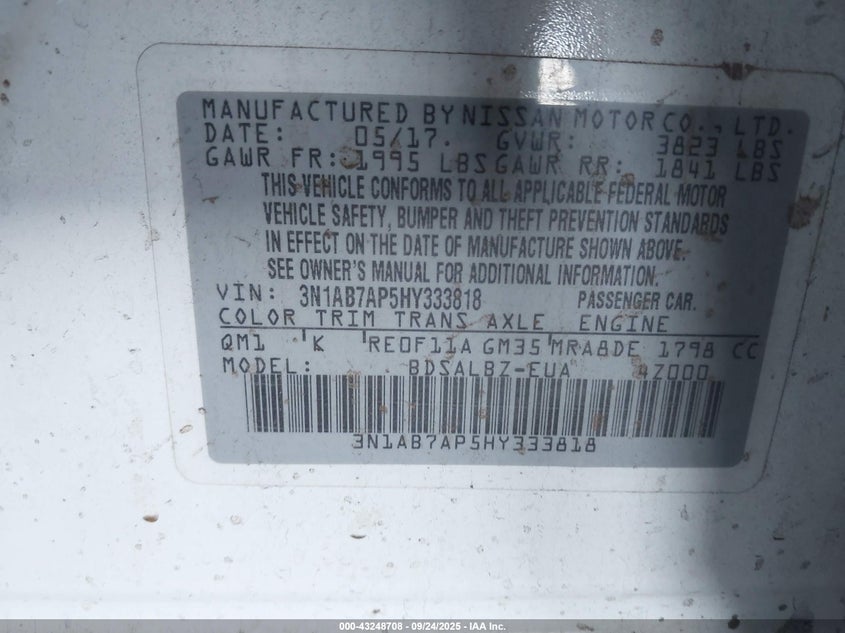 MANUFACTURED BY NISSAN MOTOR CO., LTD.
DATE: 05/17. GVWR: 3823 LBS
GAWR FR: 1995 LBS GAWR RR: 1841 LBS
THIS VEHICLE CONFORMS TO ALL APPLICABLE FEDERAL MOTOR
VEHICLE SAFETY, BUMPER AND THEFT PREVENTION STANDARDS
IN EFFECT ON THE DATE OF MANUFACTURE SHOWN ABOVE.
SEE OWNER'S MANUAL FOR ADDITIONAL INFORMATION.
VIN: 3N1AB7AP5HY333818 PASSENGER CAR.
COLOR TRIM TRANS AXLE ENGINE
QM1 K RE0F11A GM35 MRA8DE 1798 CC
MODEL: BDSALBZ-EUA 4Z000
3N1AB7AP5HY333818
000-43248708 - 09/24/2025 - IAA Inc.